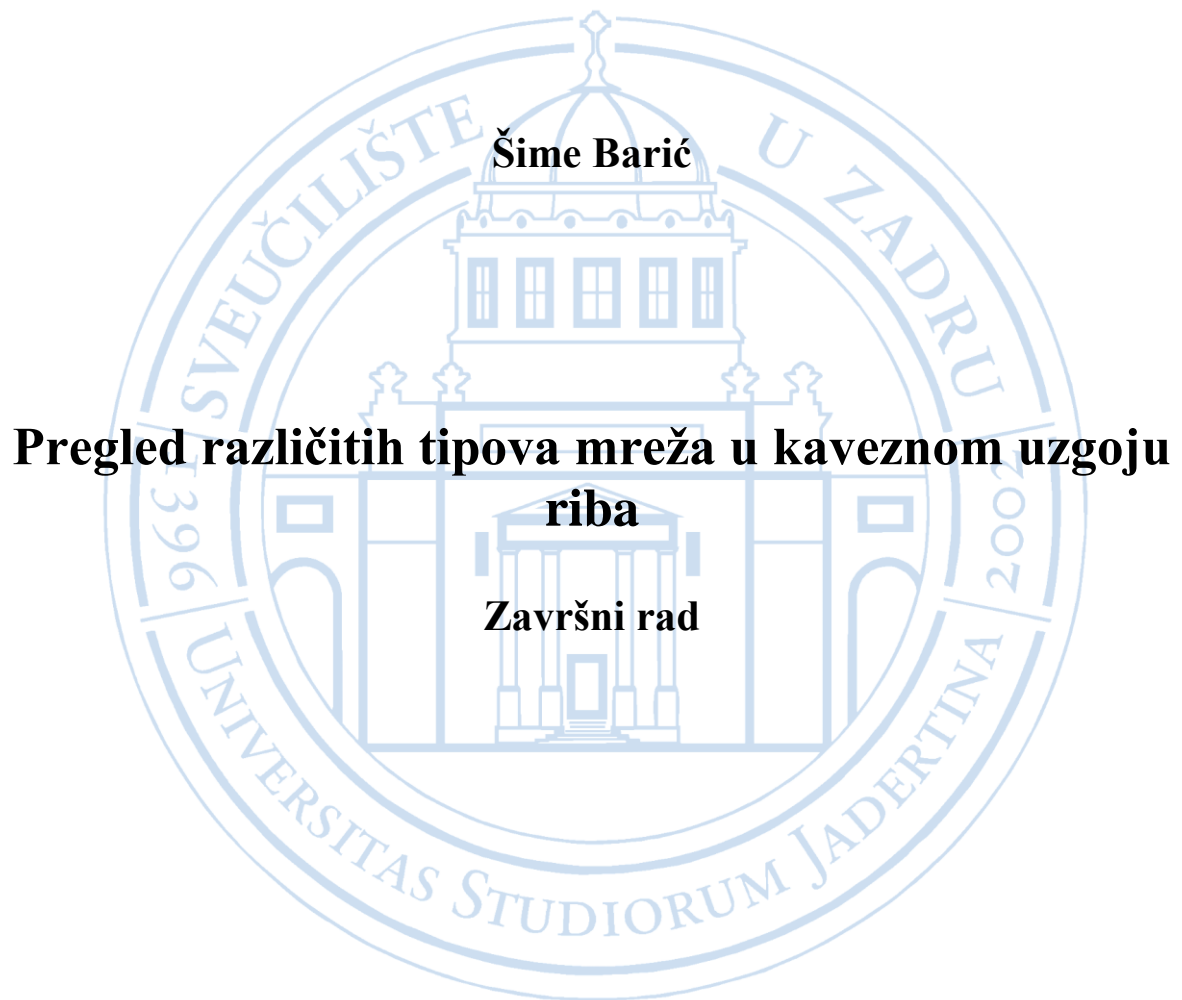 Šime Barić
Pregled različitih tipova mreža u kaveznom uzgoju
riba
Završni rad
SVEUČILIŠTE U ZADRU
1396
2002
UNIVERSITAS STUDIORUM JADERTINA